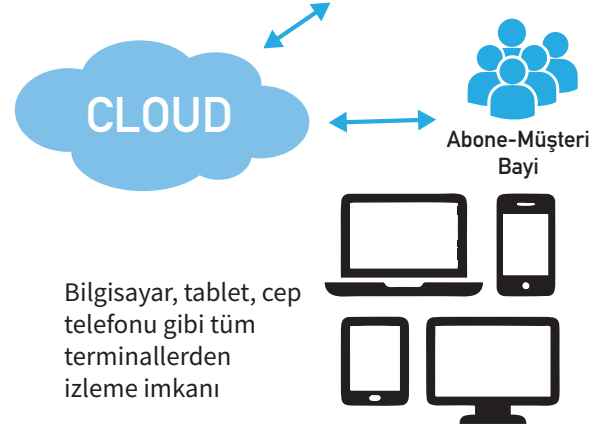 CLOUD
Abone-Müşteri
Bayi
Bilgisayar, tablet, cep
telefonu gibi tüm
terminallerden
izleme imkanı